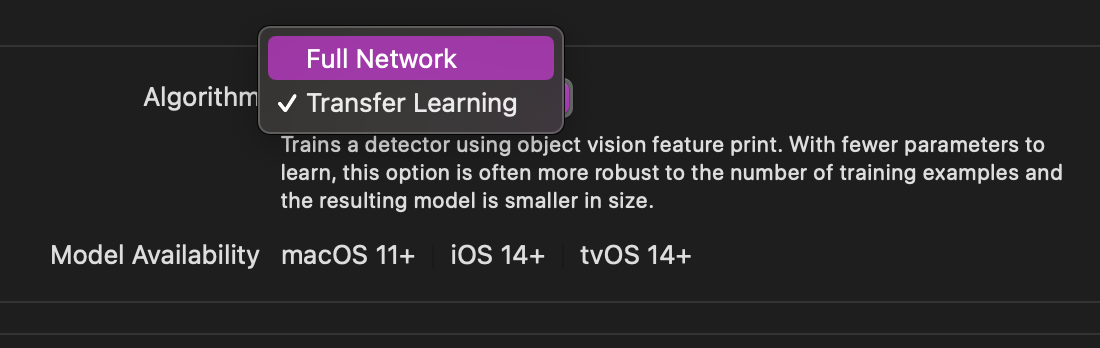 Full Network
Algorithm
✓ Transfer Learning
Trains a detector using object vision feature print. With fewer parameters to
learn, this option is often more robust to the number of training examples and
the resulting model is smaller in size.
Model Availability macOS 11+ iOS 14+ tvOS 14+